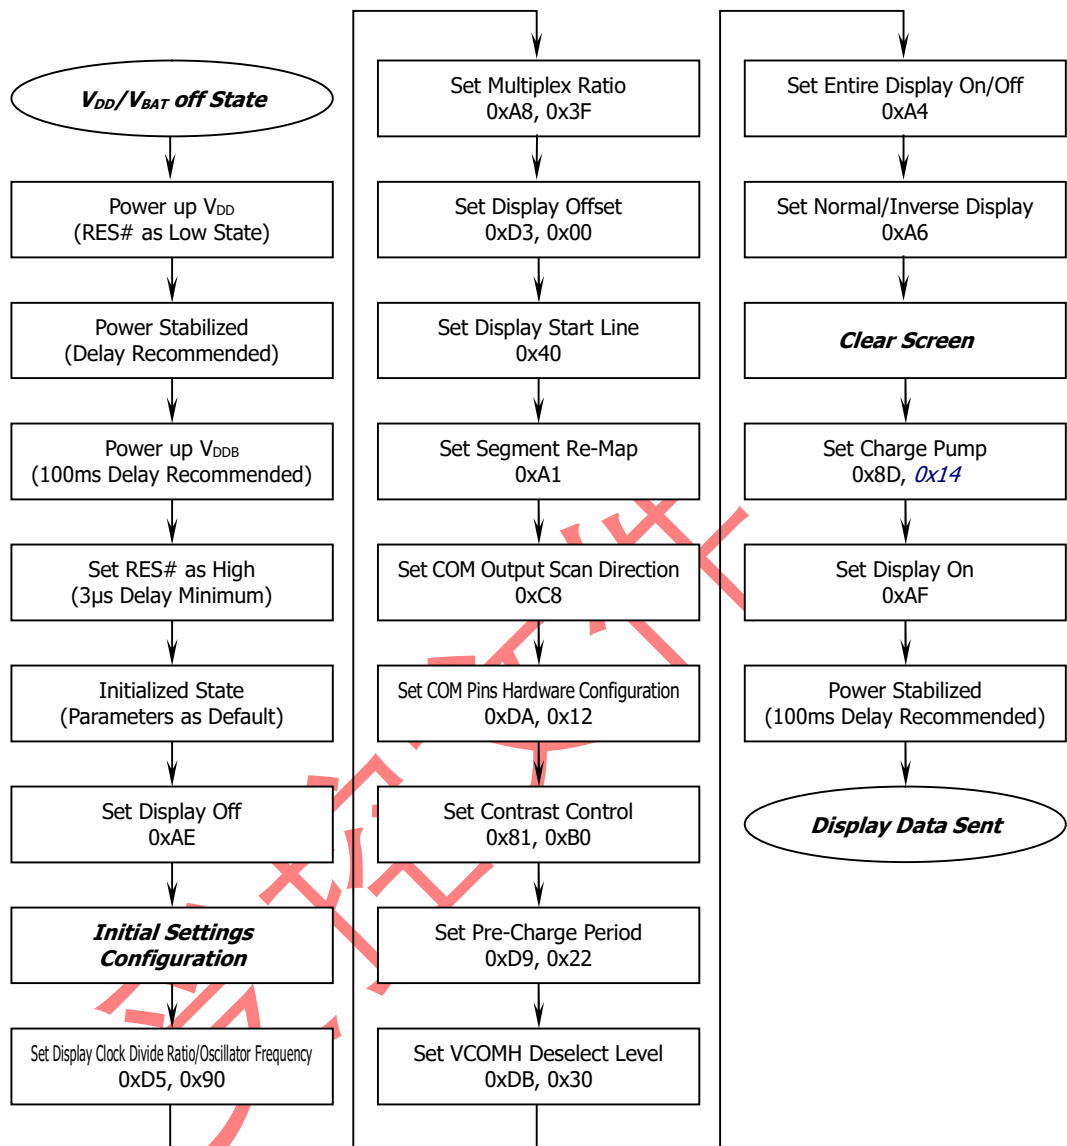 VDD/VBAT off State
Power up VDD
(RES# as Low State)
Power Stabilized
(Delay Recommended)
Power up VDDB
(100ms Delay Recommended)
Set RES# as High
(3μs Delay Minimum)
Initialized State
(Parameters as Default)
Set Display Off
0xAE
Initial Settings
Configuration
Set Display Clock Divide Ratio/Oscillator Frequency
0xD5, 0x90
Set Multiplex Ratio
0xA8, 0x3F
Set Display Offset
0xD3, 0x00
Set Display Start Line
0x40
Set Segment Re-Map
0xA1
Set COM Output Scan Direction
0xC8
Set COM Pins Hardware Configuration
0xDA, 0x12
Set Contrast Control
0x81, 0xB0
Set Pre-Charge Period
0xD9, 0x22
Set VCOMH Deselect Level
0xDB, 0x30
Set Entire Display On/Off
0xA4
Set Normal/Inverse Display
0xA6
Clear Screen
Set Charge Pump
0x8D, 0x14
Set Display On
0xAF
Power Stabilized
(100ms Delay Recommended)
Display Data Sent